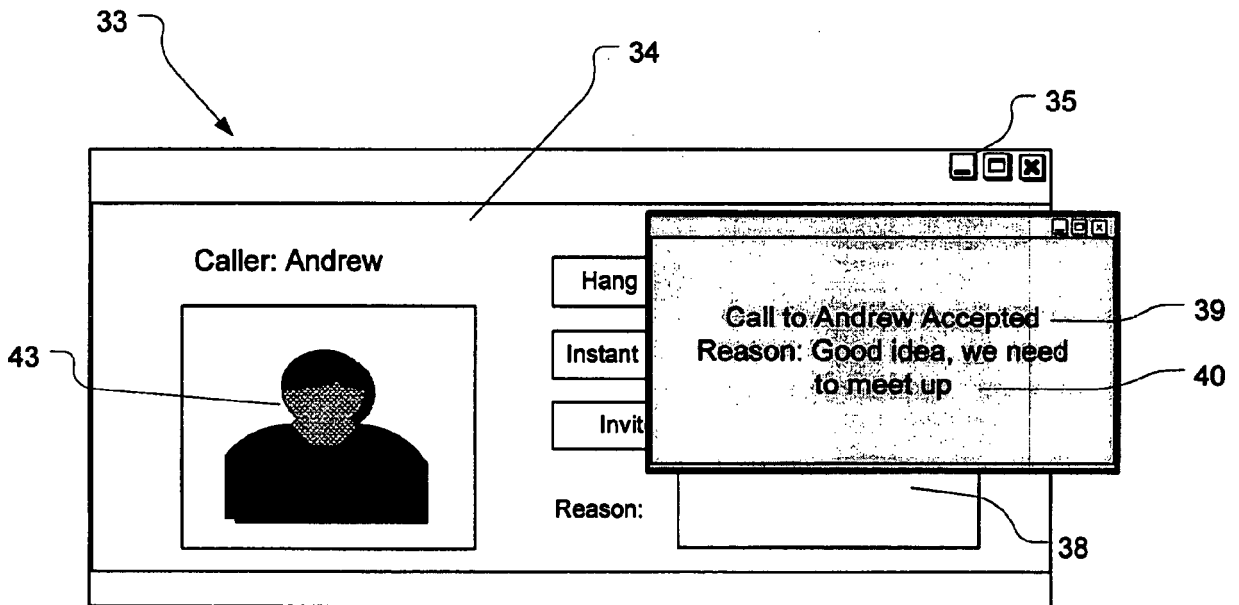 33
34
35
Caller: Andrew
Hang
Call to Andrew Accepted
39
43
Instant
Reason: Good idea, we need
to meet up
40
Invit
Reason:
38